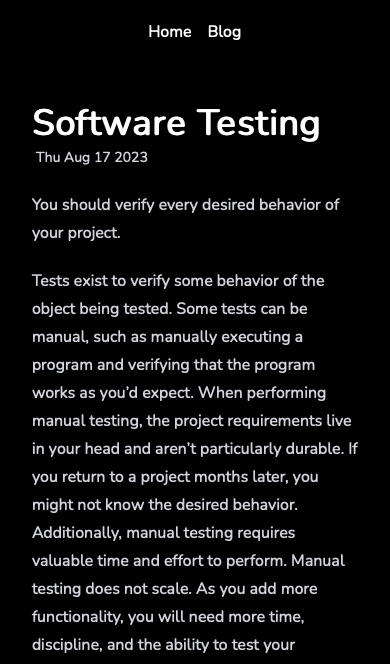 Home Blog
Software Testing
Thu Aug 17 2023
You should verify every desired behavior of
your project.
Tests exist to verify some behavior of the
object being tested. Some tests can be
manual, such as manually executing a
program and verifying that the program
works as you’d expect. When performing
manual testing, the project requirements live
in your head and aren’t particularly durable. If
you return to a project months later, you
might not know the desired behavior.
Additionally, manual testing requires
valuable time and effort to perform. Manual
testing does not scale. As you add more
functionality, you will need more time,
discipline, and the ability to test your